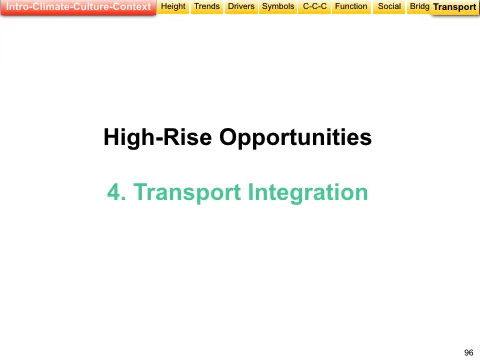 Intro-Climate-Culture-Context Height Trends Drivers Symbols C-C-C Function Social Bridg Transport
High-Rise Opportunities
4. Transport Integration
96